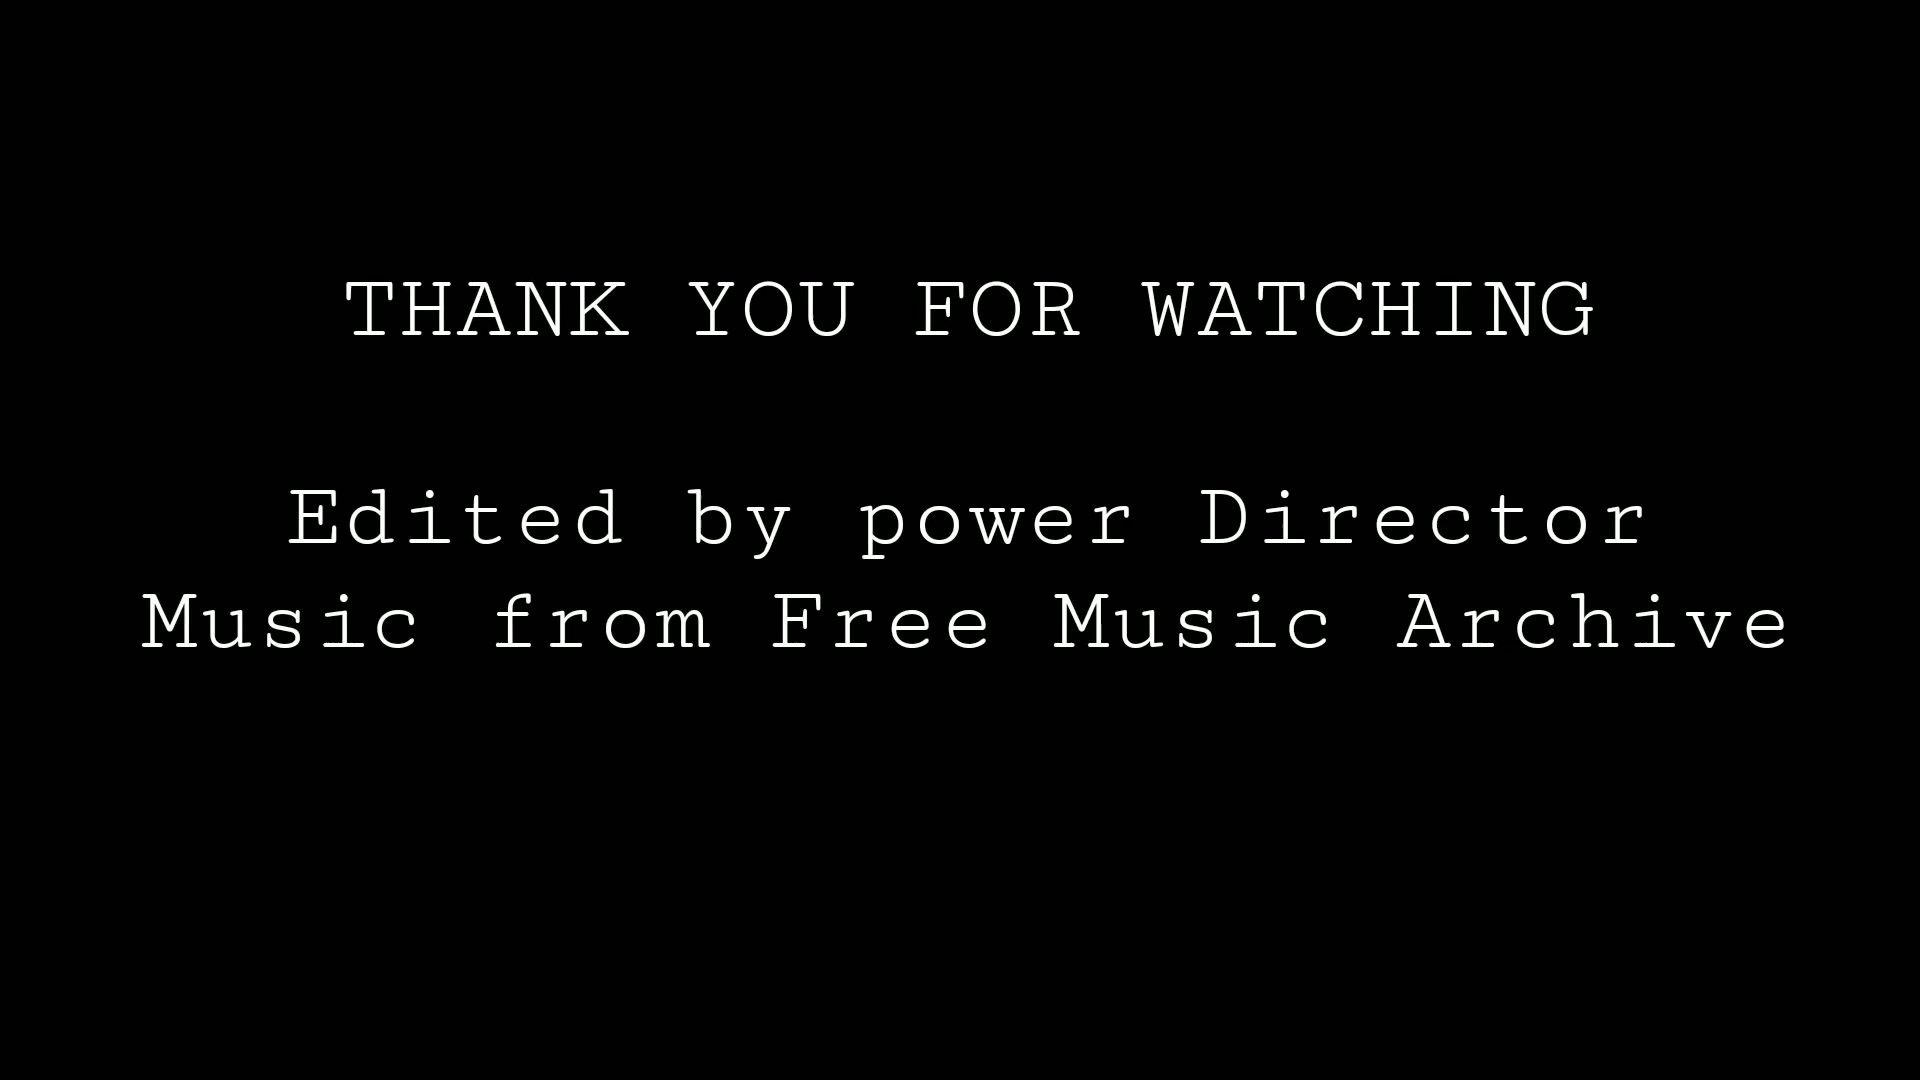 THANK YOU FOR WATCHING
Edited by power Director
Music from Free Music Archive